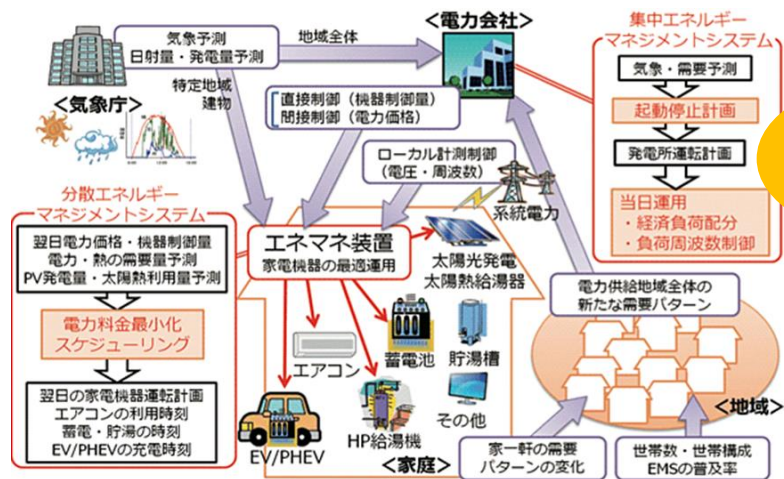 <電力会社>
気象予測
日射量・発電量予測
地域全体
特定地域
建物
<気象庁>
直接制御（機器制御量）
間接制御（電力価格）
ローカル計測制御
（電圧・周波数）
系統電力
集中エネルギー
マネジメントシステム
気象・需要予測
起動停止計画
発電所運転計画
当日運用
・経済負荷配分
・負荷周波数制御
分散エネルギー
マネジメントシステム
翌日電力価格・機器制御量
電力・熱の需要量予測
PV発電量・太陽熱利用量予測
電力料金最小化
スケジューリング
翌日の家電機器運転計画
エアコンの利用時刻
蓄電・貯湯の時刻
EV/PHEVの充電時刻
エネマネ装置
家電機器の最適運用
太陽光発電
太陽熱給湯器
エアコン
蓄電池
貯湯槽
その他
EV/PHEV
HP給湯機
<家庭>
電力供給地域全体の
新たな需要パターン
<地域>
家一軒の需要
パターンの変化
世帯数・世帯構成
EMSの普及率